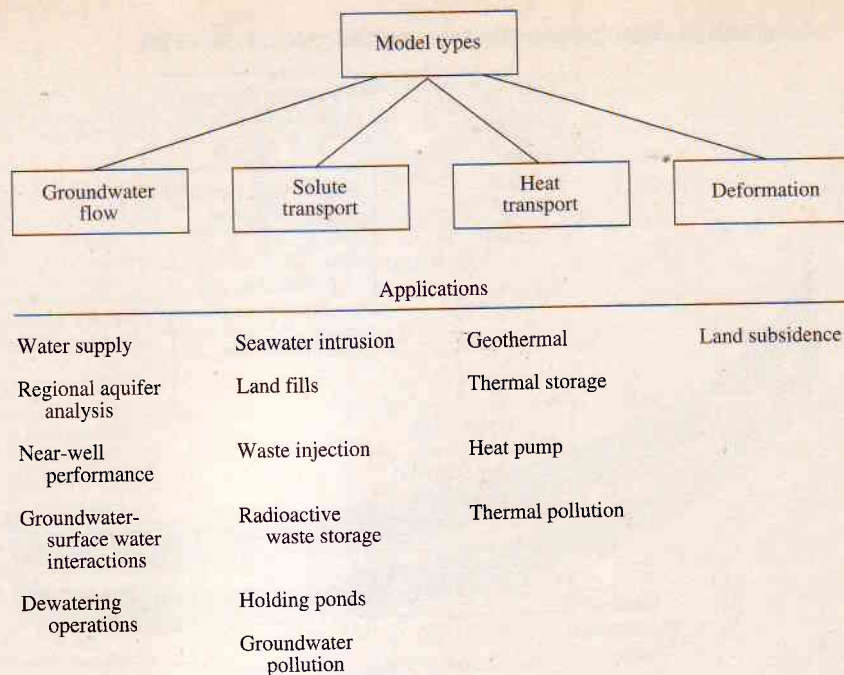 Model types
Groundwater
flow
Solute
transport
Heat
transport
Deformation
Applications
Water supply
Regional aquifer
analysis
Near-well
performance
Groundwater-
surface water
interactions
Dewatering
operations
Seawater intrusion
Land fills
Waste injection
Radioactive
waste storage
Holding ponds
Groundwater
pollution
Geothermal
Thermal storage
Heat pump
Thermal pollution
Land subsidence